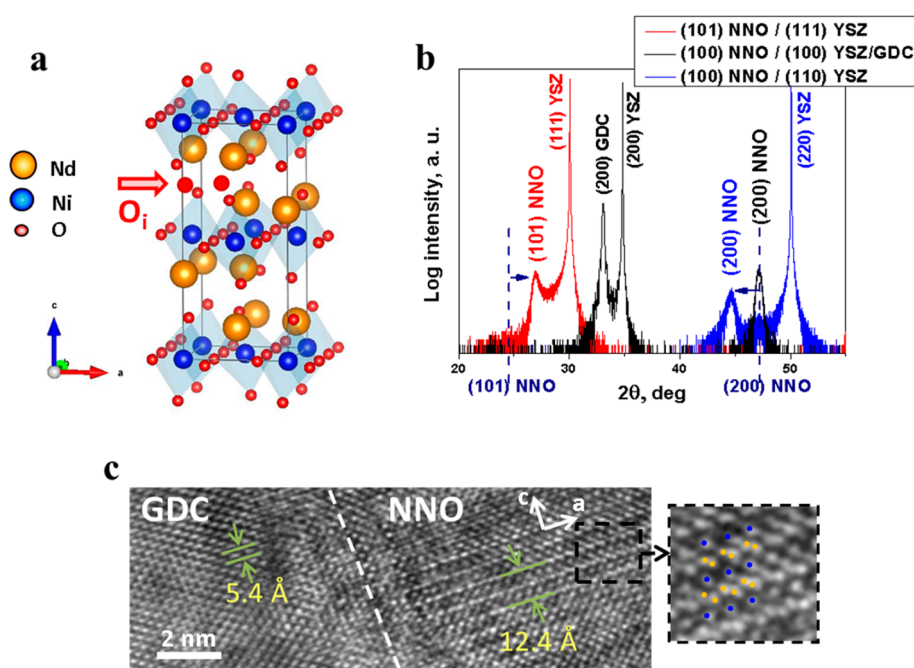 a
Nd
Ni
O
Oi
c
a
b
(101) NNO / (111) YSZ
(100) NNO / (100) YSZ/GDC
(100) NNO / (110) YSZ
Log intensity, a. u.
(101) NNO
(111) YSZ
(200) GDC
(200) YSZ
(200) NNO
(200) NNO
(220) YSZ
20
30
40
50
(101) NNO
2θ, deg
(200) NNO
c
GDC
NNO
c
a
5.4 Å
12.4 Å
2 nm